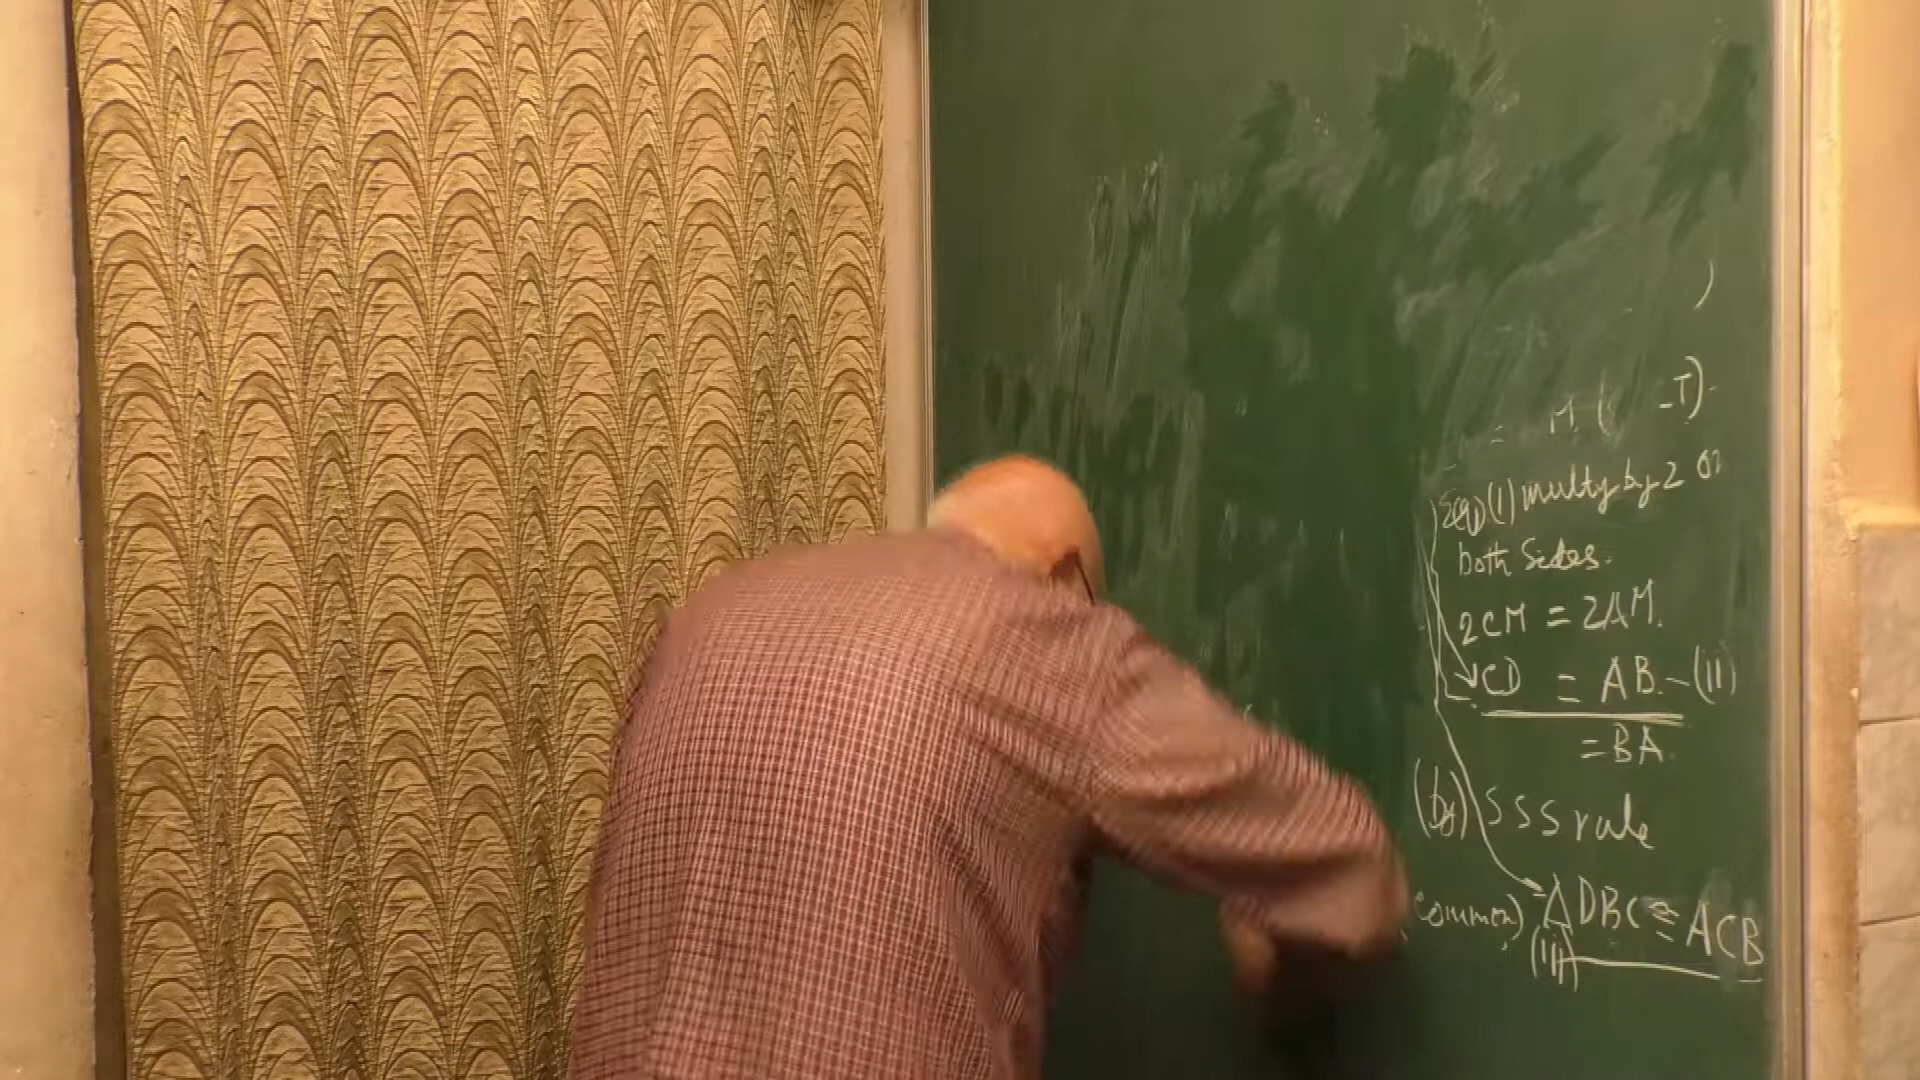 = M ( -T)
eqn (1) multy by 2 on
both sides.
2CM = 2AM.
CD = AB. - (ii)
= BA
(by) SSS rule
common) ∆DBC ≅ ACB
(iii)